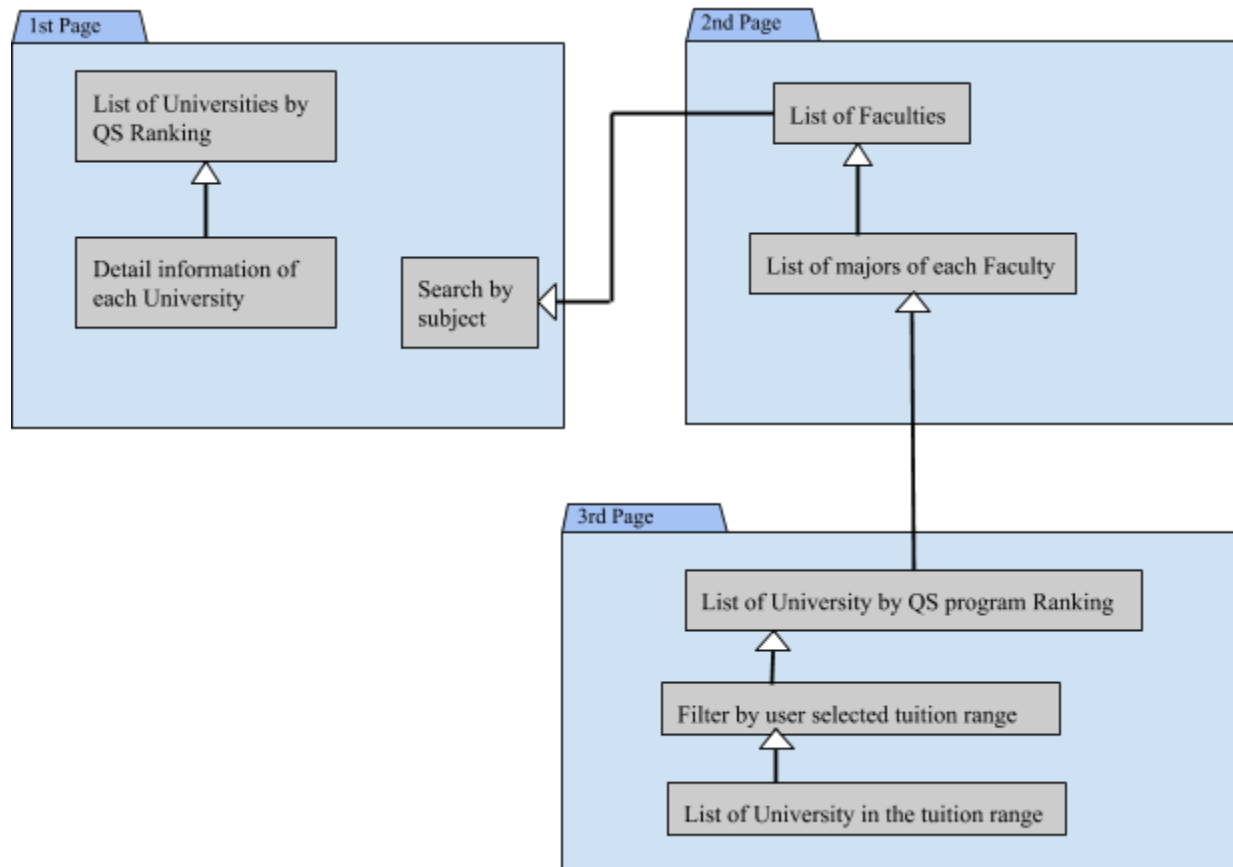 1st Page
List of Universities by
QS Ranking
Detail information of
each University
Search by
subject
2nd Page
List of Faculties
List of majors of each Faculty
3rd Page
List of University by QS program Ranking
Filter by user selected tuition range
List of University in the tuition range